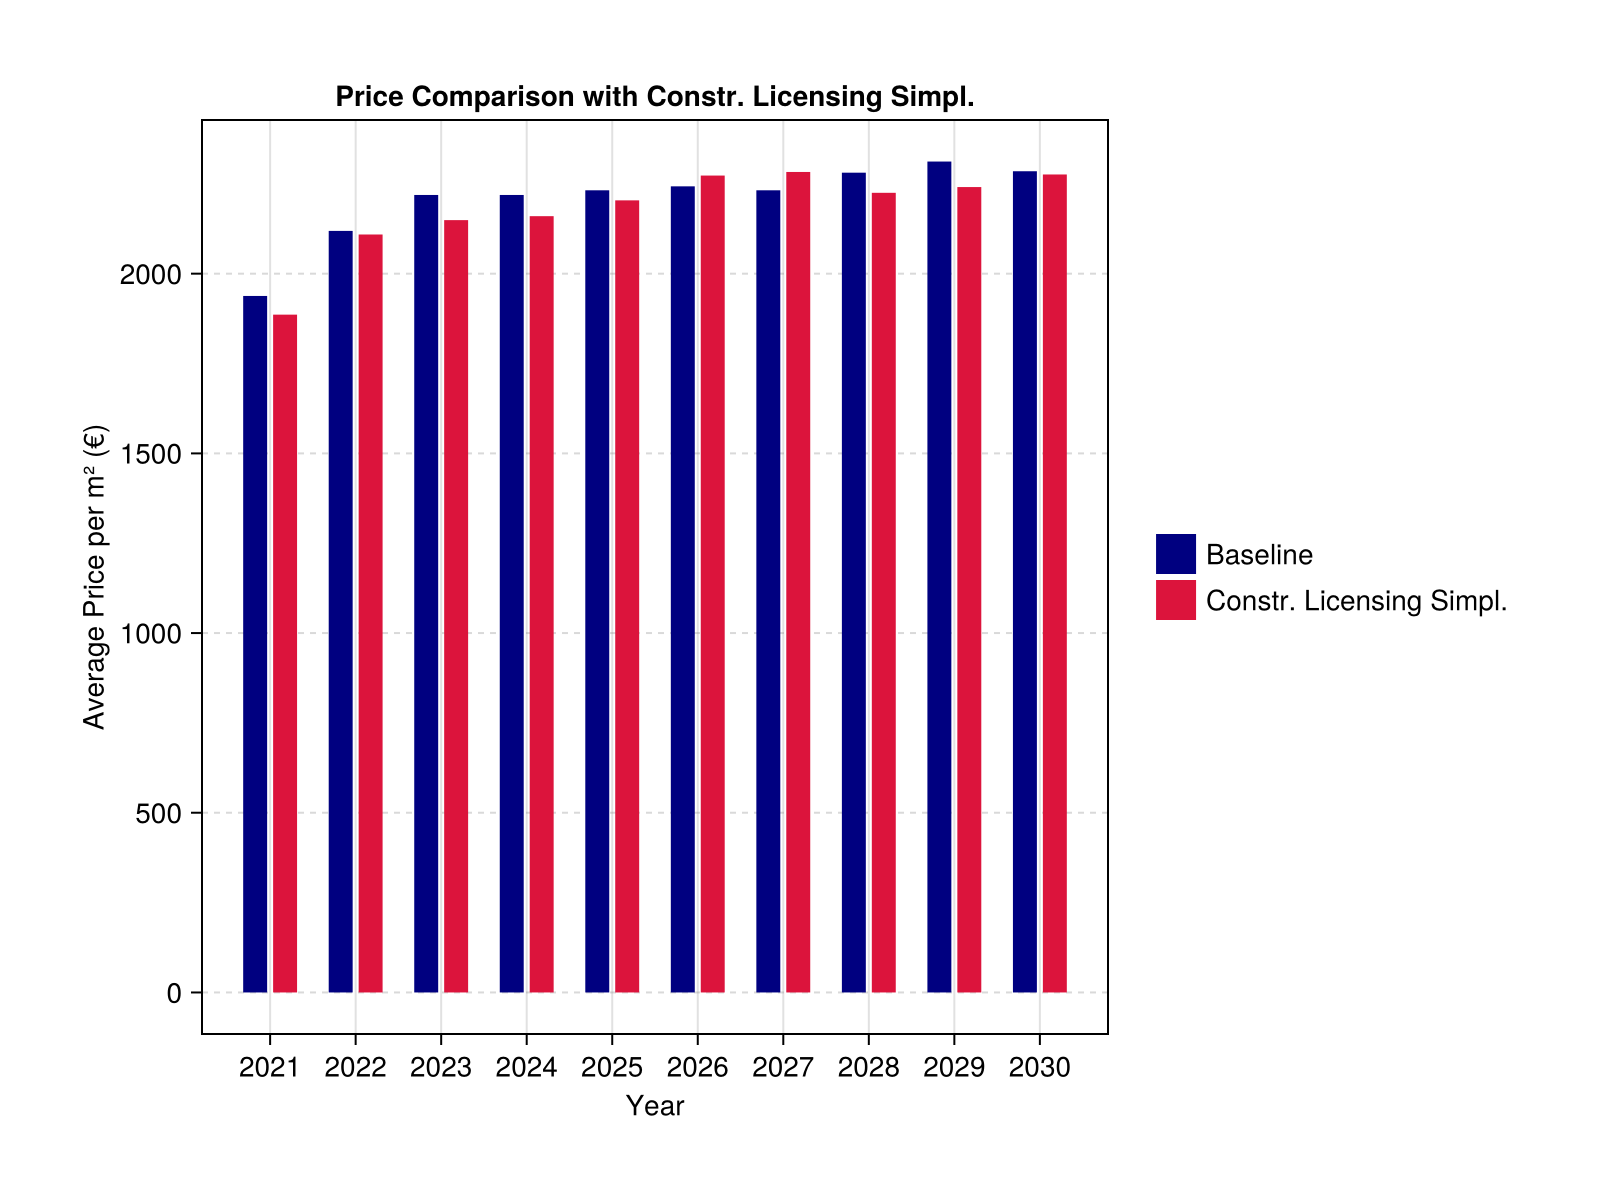 Price Comparison with Constr. Licensing Simpl.
Average Price per m² (€)
2000
1500
1000
500
0
2021 2022 2023 2024 2025 2026 2027 2028 2029 2030
Year
Baseline
Constr. Licensing Simpl.